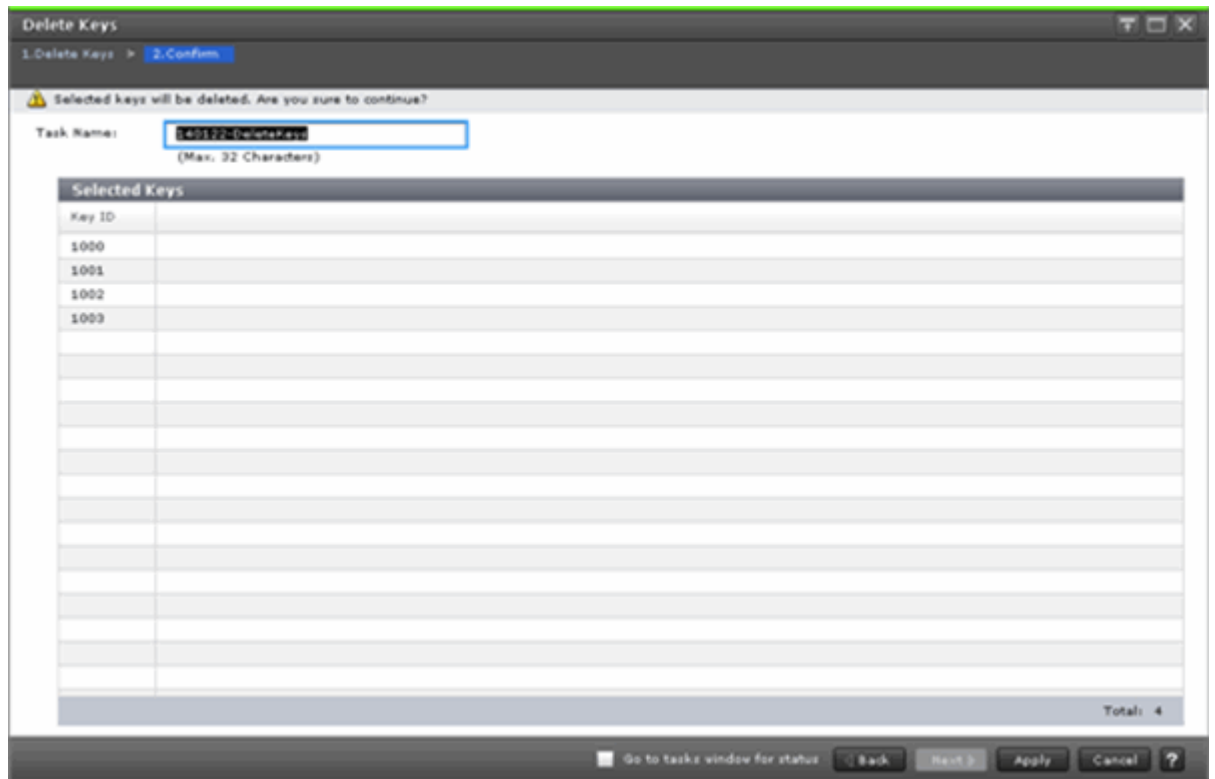 Delete Keys
1.Delete Keys > 2.Confirm
Selected keys will be deleted. Are you sure to continue?
Task Name: 140122-DeleteKeys
(Max. 32 Characters)
Selected Keys
Key ID
1000
1001
1002
1003
Total: 4
Go to tasks window for status Back Next Apply Cancel ?